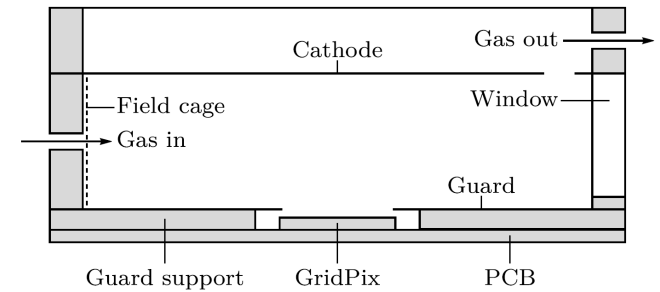 Gas out
Cathode
Window
Field cage
Gas in
Guard
Guard support
GridPix
PCB